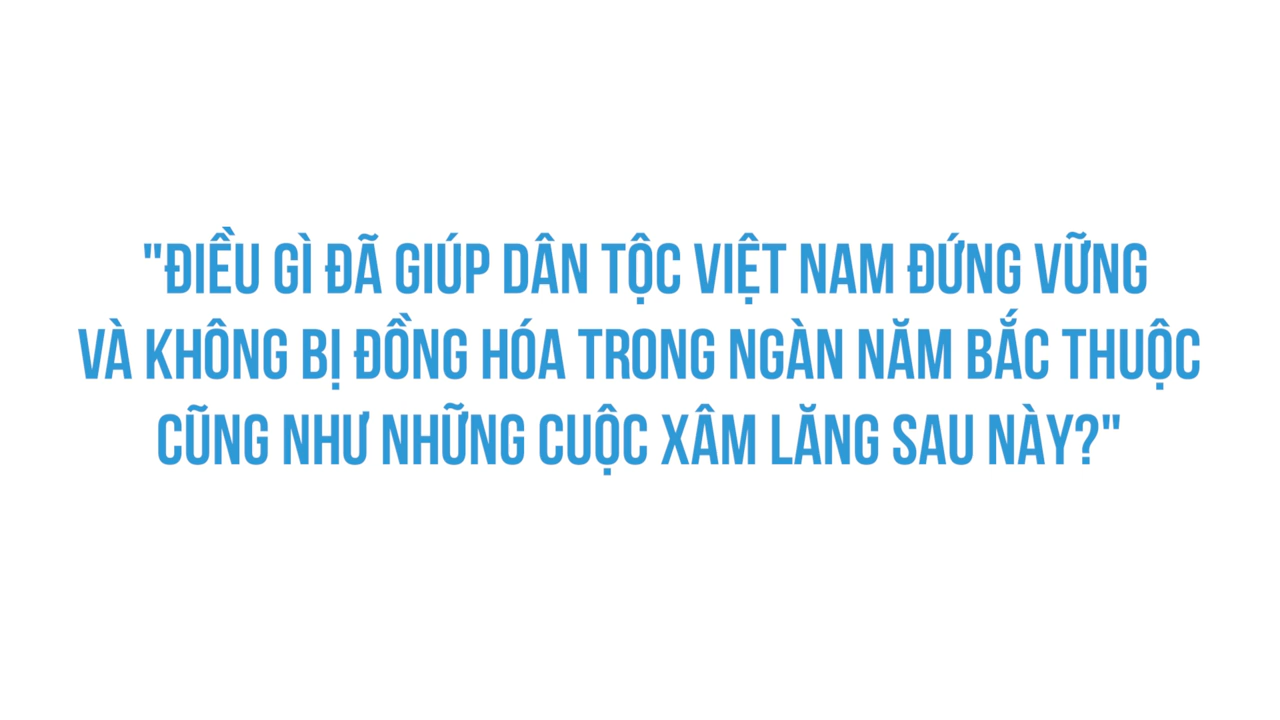 "ĐIỀU GÌ ĐÃ GIÚP DÂN TỘC VIỆT NAM ĐỨNG VỮNG
VÀ KHÔNG BỊ ĐỒNG HÓA TRONG NGÀN NĂM BẮC THUỘC
CŨNG NHƯ NHỮNG CUỘC XÂM LĂNG SAU NÀY?"